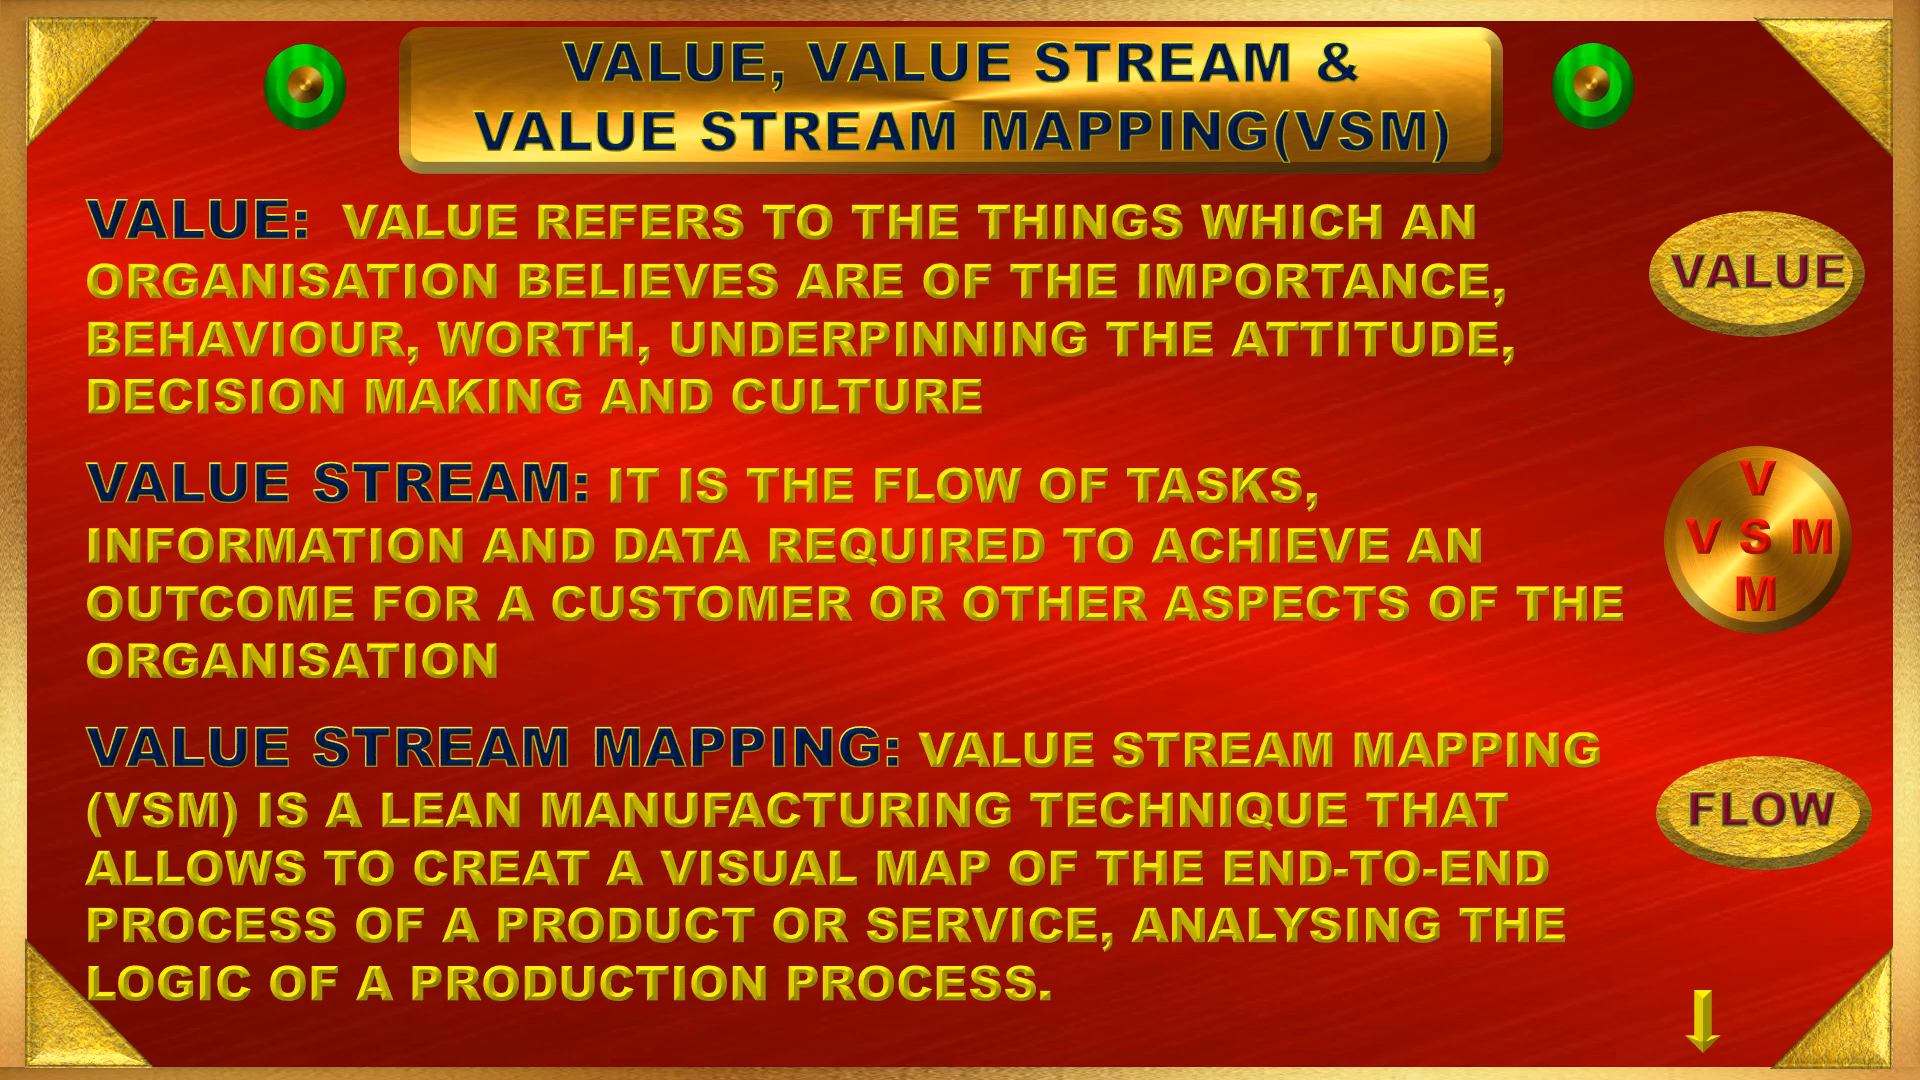 VALUE, VALUE STREAM &
VALUE STREAM MAPPING(VSM)
VALUE: VALUE REFERS TO THE THINGS WHICH AN
ORGANISATION BELIEVES ARE OF THE IMPORTANCE,
BEHAVIOUR, WORTH, UNDERPINNING THE ATTITUDE,
DECISION MAKING AND CULTURE
VALUE
VALUE STREAM: IT IS THE FLOW OF TASKS,
INFORMATION AND DATA REQUIRED TO ACHIEVE AN
OUTCOME FOR A CUSTOMER OR OTHER ASPECTS OF THE
ORGANISATION
V
V S M
M
VALUE STREAM MAPPING: VALUE STREAM MAPPING
(VSM) IS A LEAN MANUFACTURING TECHNIQUE THAT
ALLOWS TO CREAT A VISUAL MAP OF THE END-TO-END
PROCESS OF A PRODUCT OR SERVICE, ANALYSING THE
LOGIC OF A PRODUCTION PROCESS.
FLOW